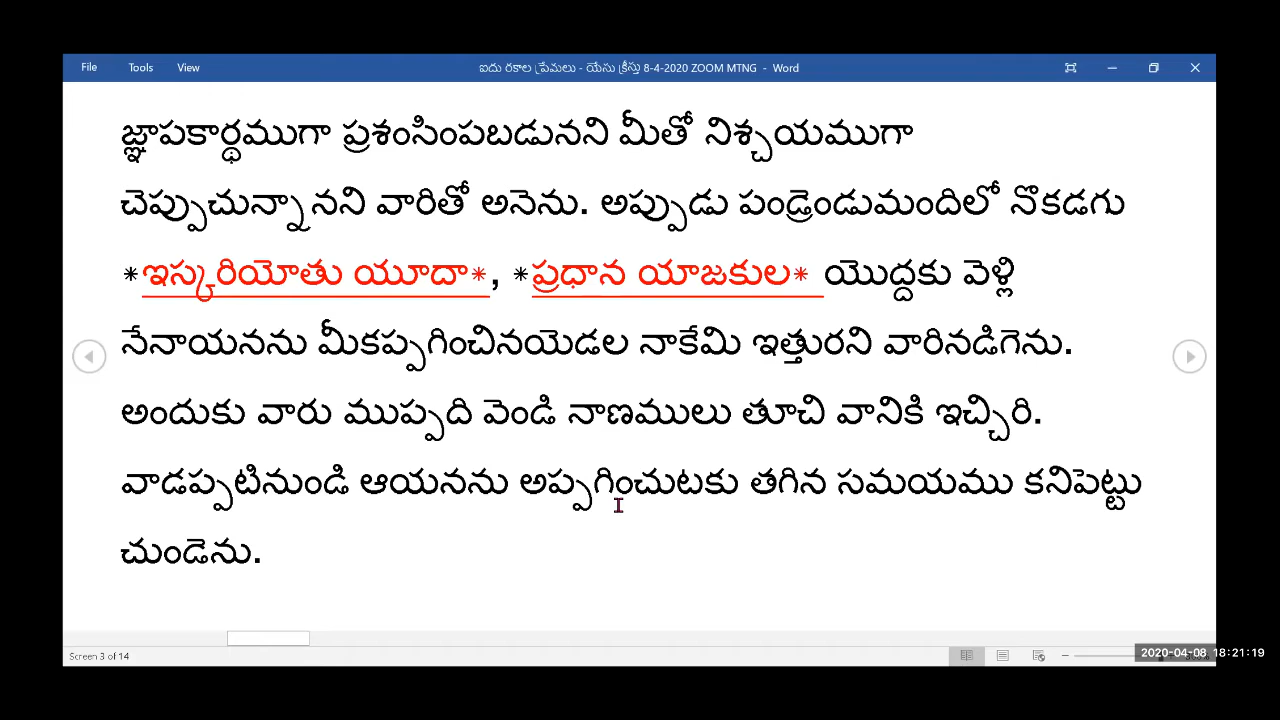 File Tools View ఐదు రకాల ప్రేమలు - యేసు క్రీస్తు 8-4-2020 ZOOM MTNG - Word
జ్ఞాపకార్థముగా ప్రశంసింపబడునని మీతో నిశ్చయముగా
చెప్పుచున్నానని వారితో అనెను. అప్పుడు పండ్రెండుమందిలో నొకడగు
*ఇస్కరియోతు యూదా*, *ప్రధాన యాజకుల* యొద్దకు వెళ్లి
నేనాయనను మీకప్పగించినయెడల నాకేమి ఇత్తురని వారినడిగెను.
అందుకు వారు ముప్పది వెండి నాణములు తూచి వానికి ఇచ్చిరి.
వాడప్పటినుండి ఆయనను అప్పగించుటకు తగిన సమయము కనిపెట్టు
చుండెను.
Screen 3 of 14 2020-04-08 18:21:19